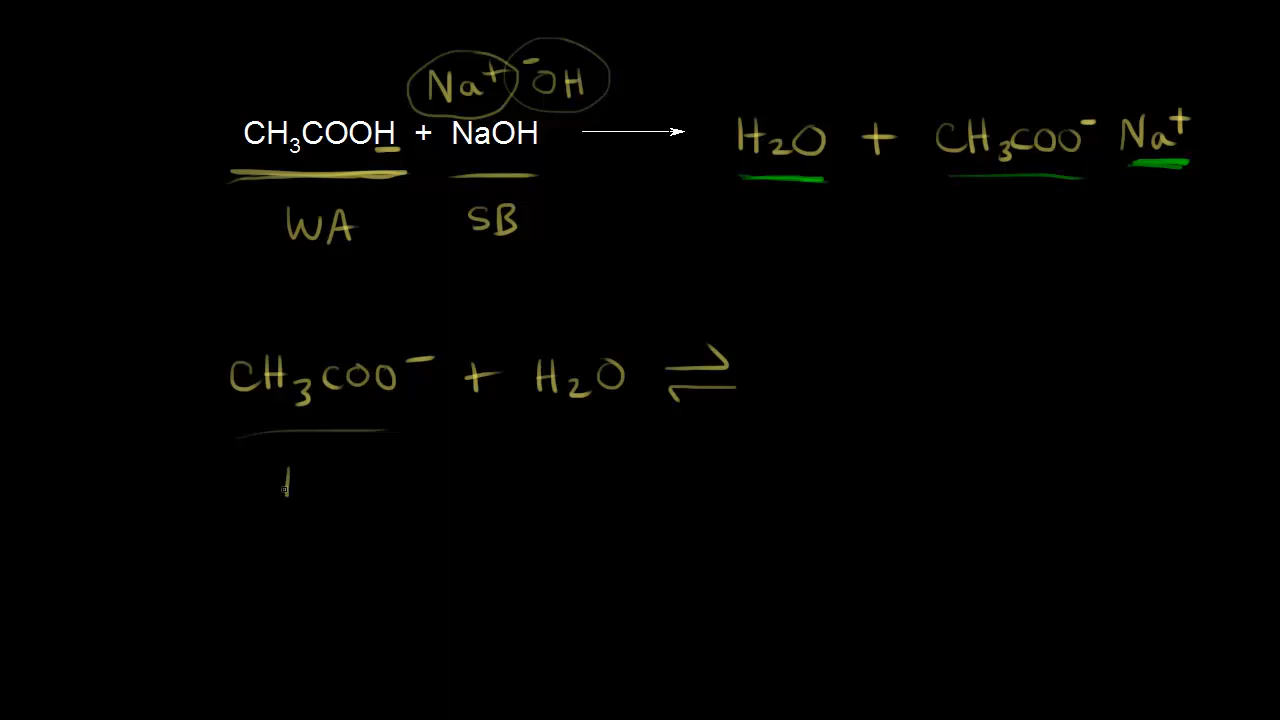 Na⁺ ⁻OH
CH₃COOH + NaOH ⟶ H₂O + CH₃COO⁻ Na⁺
WA SB
CH₃COO⁻ + H₂O ⇌